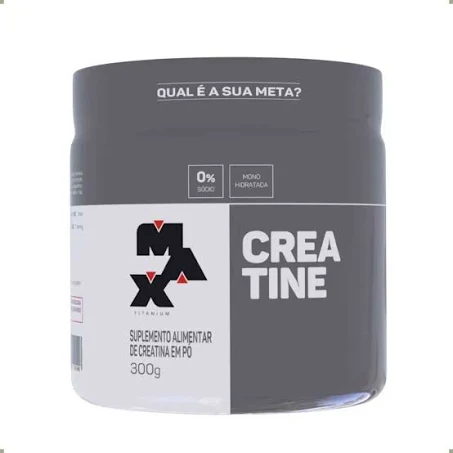 QUAL É A SUA META?
0%
SÓDIO
MONO
HIDRATADA
MAX
TITANIUM
CREA
TINE
SUPLEMENTO ALIMENTAR
DE CREATINA EM PÓ
300g